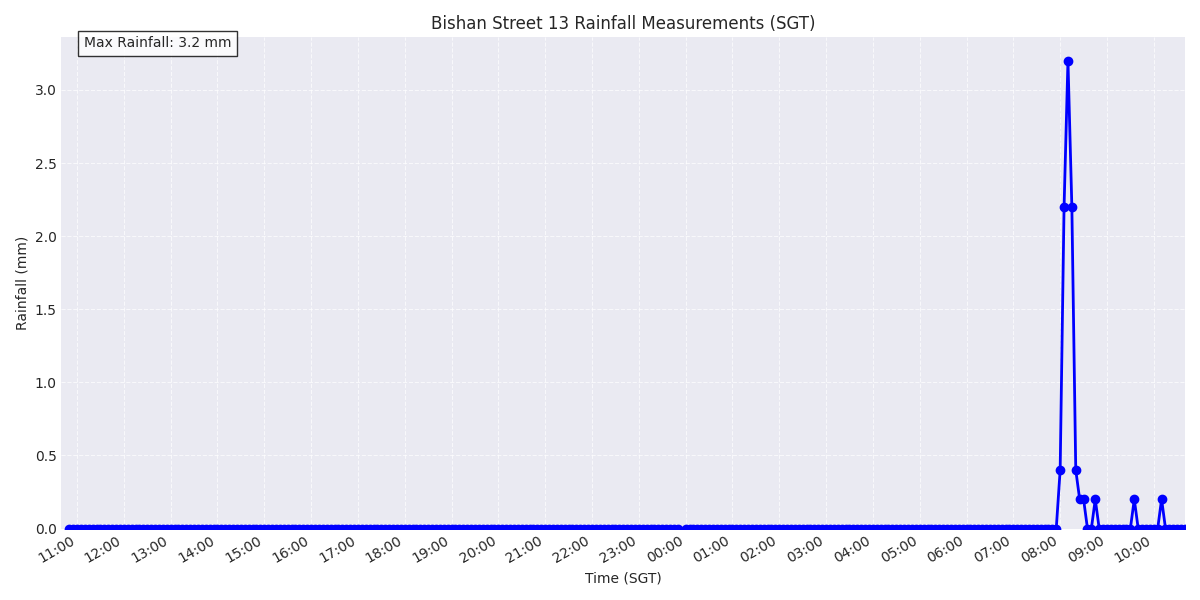 Bishan Street 13 Rainfall Measurements (SGT)
Max Rainfall: 3.2 mm
Rainfall (mm)
3.0
2.5
2.0
1.5
1.0
0.5
0.0
11:00 12:00 13:00 14:00 15:00 16:00 17:00 18:00 19:00 20:00 21:00 22:00 23:00 00:00 01:00 02:00 03:00 04:00 05:00 06:00 07:00 08:00 09:00 10:00
Time (SGT)